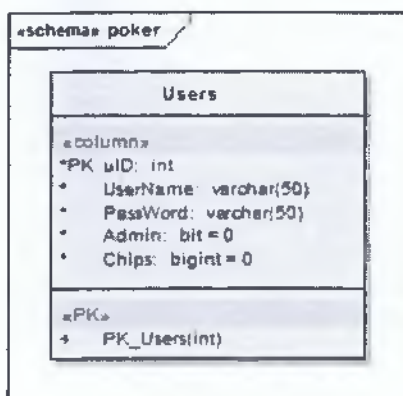 «schema» poker
Users
«column»
*PK uID: int
* UserName: varchar(50)
* PassWord: varchar(50)
* Admin: bit = 0
* Chips: bigint = 0
«PK»
+ PK_Users(int)